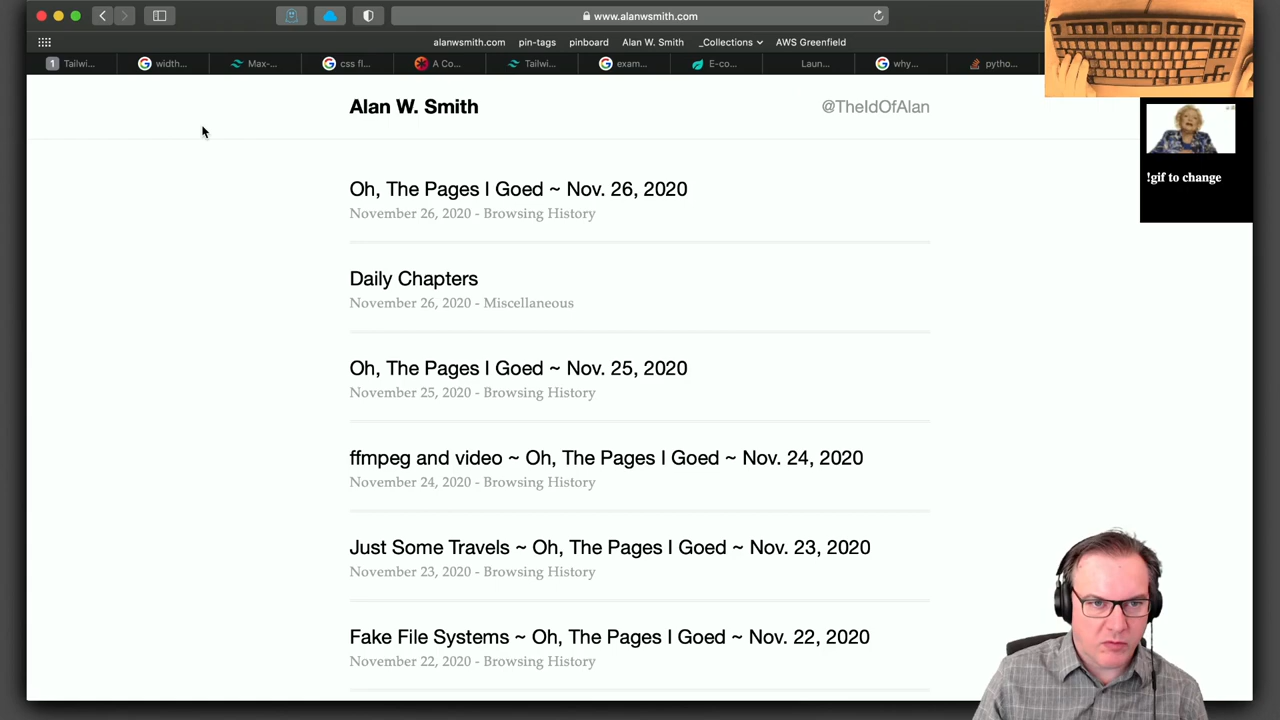 www.alanwsmith.com
alanwsmith.com pin-tags pinboard Alan W. Smith _Collections AWS Greenfield
1 Tailwi... width... Max-... css fl... A Co... Tailwi... exam... E-co... Laun... why... pytho...
Alan W. Smith @TheIdOfAlan
!gif to change
Oh, The Pages I Goed ~ Nov. 26, 2020
November 26, 2020 - Browsing History
Daily Chapters
November 26, 2020 - Miscellaneous
Oh, The Pages I Goed ~ Nov. 25, 2020
November 25, 2020 - Browsing History
ffmpeg and video ~ Oh, The Pages I Goed ~ Nov. 24, 2020
November 24, 2020 - Browsing History
Just Some Travels ~ Oh, The Pages I Goed ~ Nov. 23, 2020
November 23, 2020 - Browsing History
Fake File Systems ~ Oh, The Pages I Goed ~ Nov. 22, 2020
November 22, 2020 - Browsing History